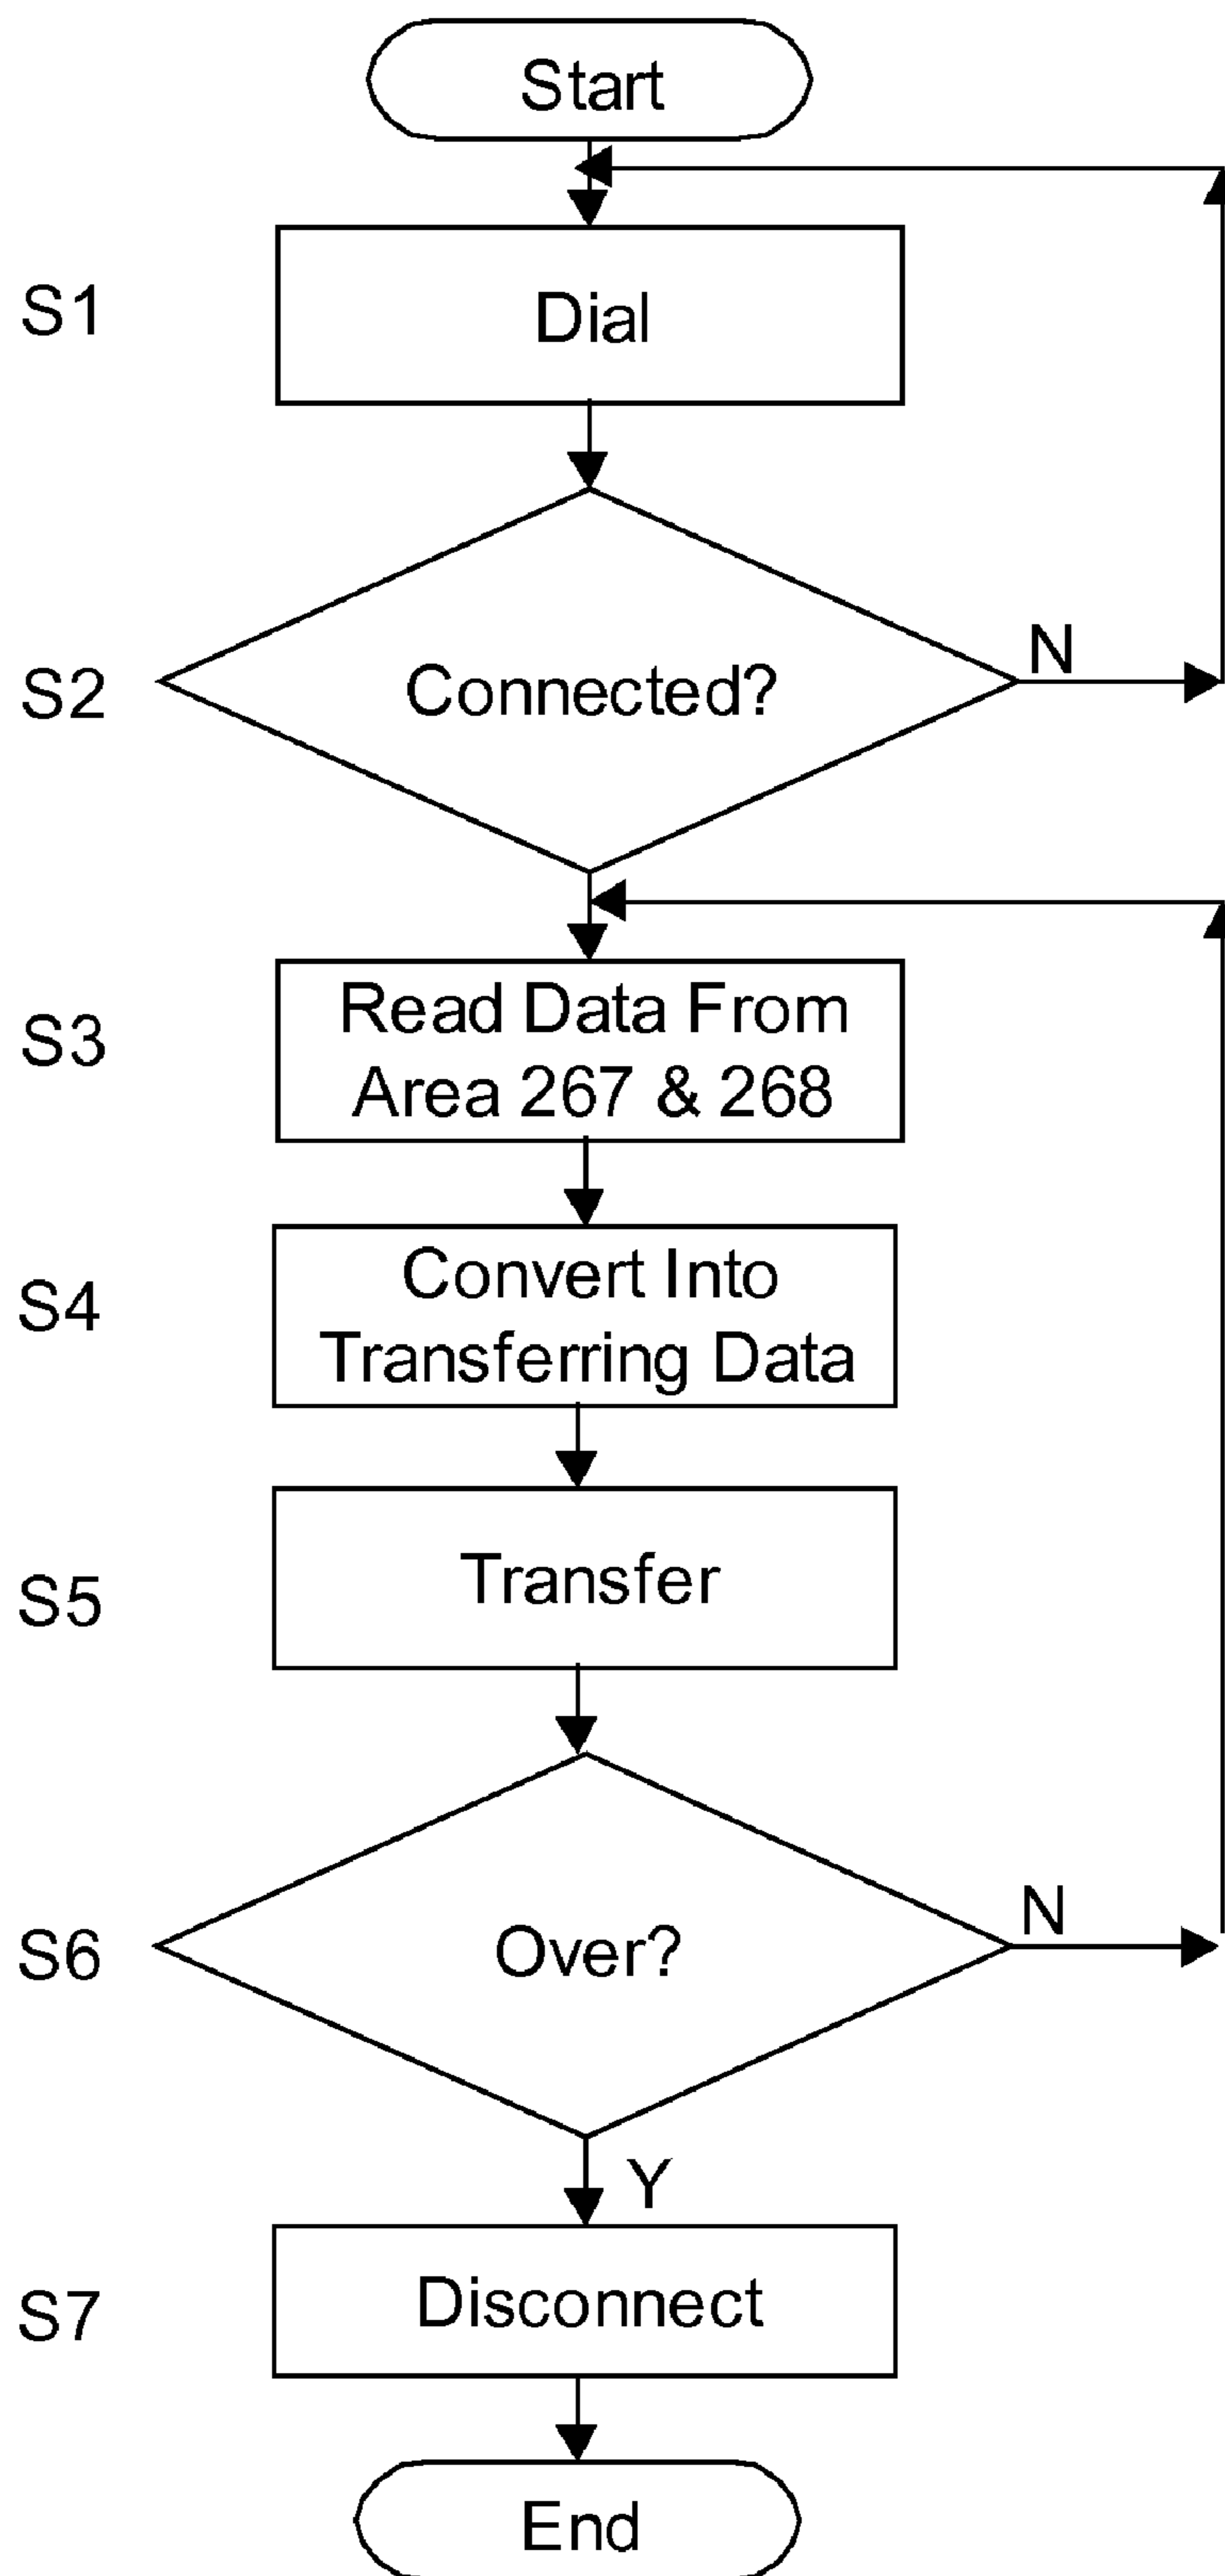 Start
S1
Dial
S2
Connected?
N
S3
Read Data From
Area 267 & 268
S4
Convert Into
Transferring Data
S5
Transfer
S6
Over?
N
Y
S7
Disconnect
End